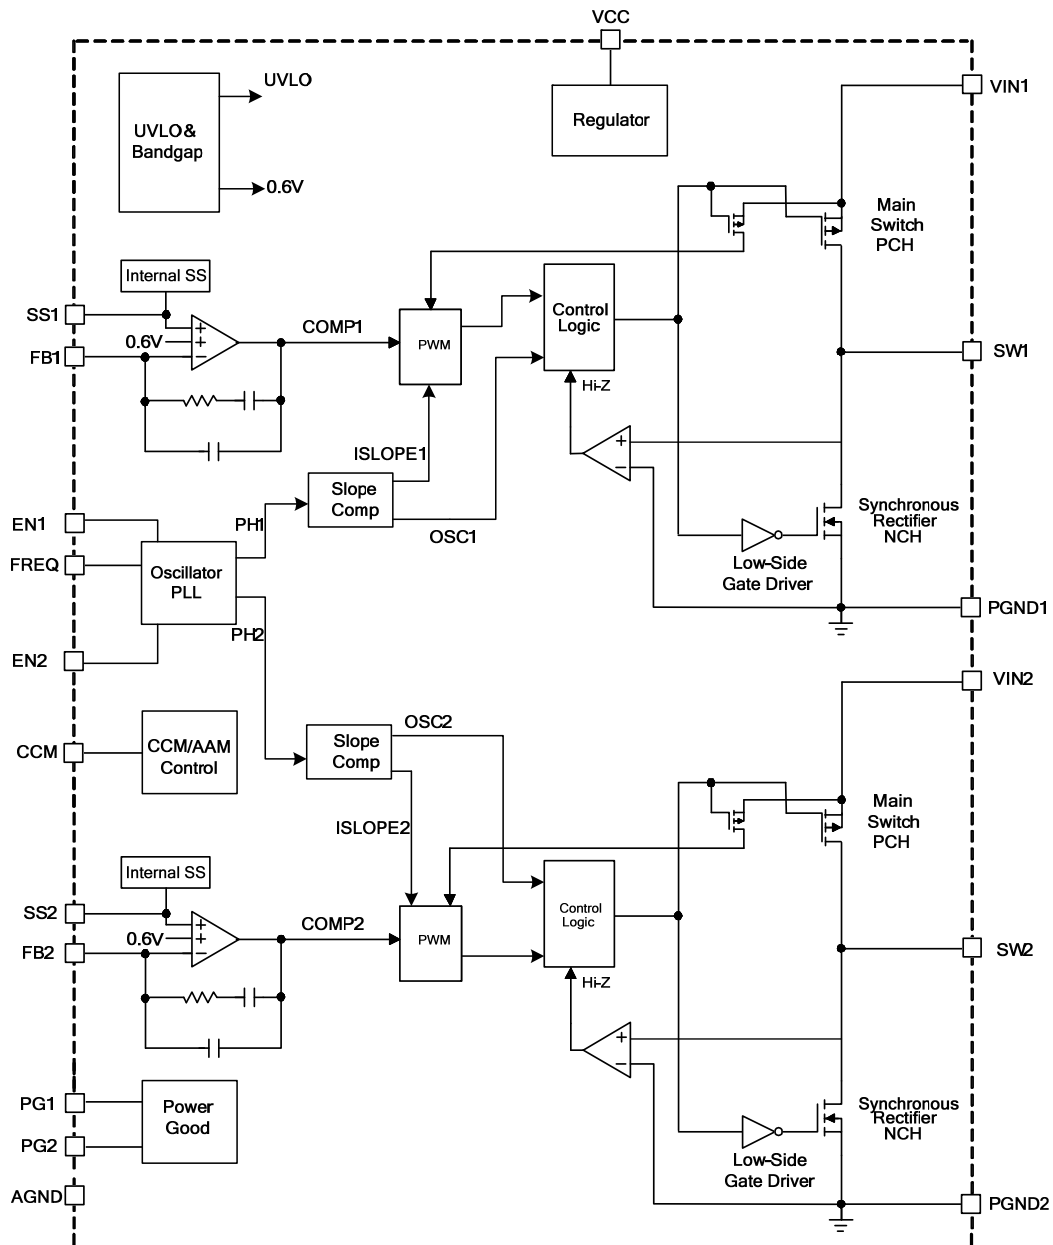 VCC
UVLO
VIN1
UVLO&
Bandgap
Regulator
0.6V
Main
Switch
PCH
Internal SS
SS1
COMP1
Control
Logic
0.6V
+
+
−
PWM
FB1
SW1
Hi-Z
+
−
ISLOPE1
Slope
Comp
EN1
PH1
OSC1
Synchronous
Rectifier
NCH
FREQ
Oscillator
PLL
Low-Side
Gate Driver
PGND1
PH2
EN2
VIN2
OSC2
CCM
CCM/AAM
Control
Slope
Comp
Main
Switch
PCH
ISLOPE2
Internal SS
SS2
COMP2
Control
Logic
0.6V
+
+
−
PWM
FB2
SW2
Hi-Z
+
−
PG1
Power
Good
Synchronous
Rectifier
NCH
PG2
Low-Side
Gate Driver
AGND
PGND2